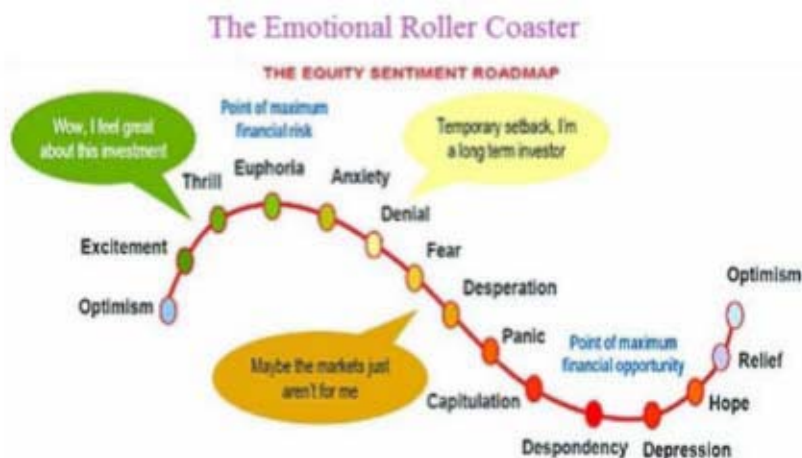 The Emotional Roller Coaster
THE EQUITY SENTIMENT ROADMAP
Wow, I feel great
about this investment
Point of maximum
financial risk
Temporary setback, I'm
a long term investor
Thrill
Euphoria
Anxiety
Denial
Excitement
Fear
Optimism
Desperation
Optimism
Panic
Point of maximum
financial opportunity
Relief
Maybe the markets just
aren't for me
Capitulation
Hope
Despondency
Depression